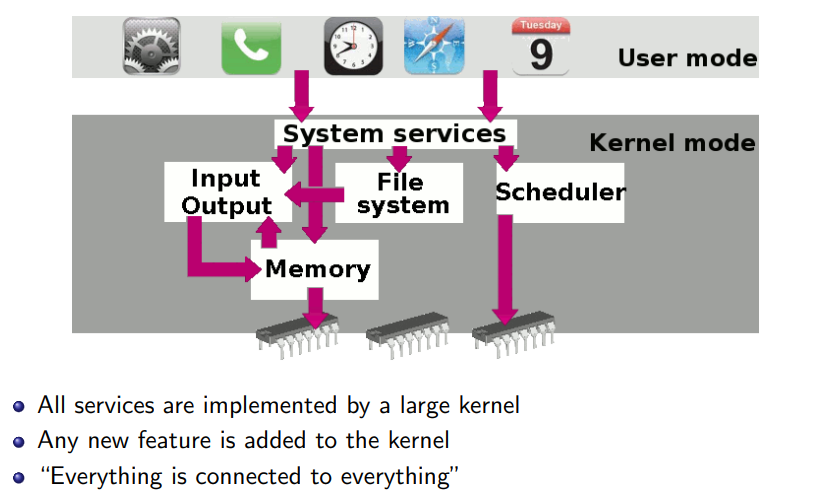 Tuesday
9
User mode
System services
Kernel mode
Input
Output
File
system
Scheduler
Memory
All services are implemented by a large kernel
Any new feature is added to the kernel
“Everything is connected to everything”